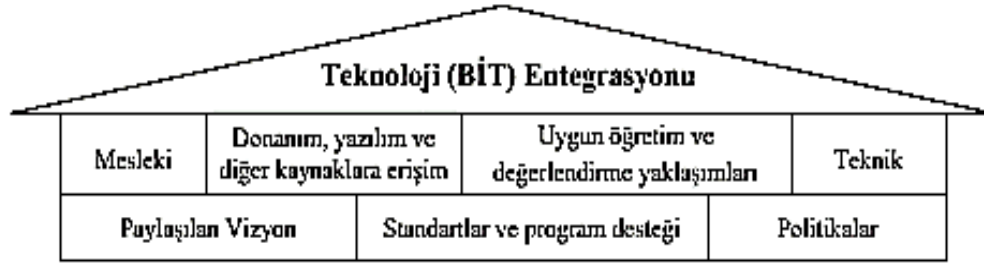 Teknoloji (BİT) Entegrasyonu
Mesleki
Donanım, yazılım ve
diğer kaynaklara erişim
Uygun öğretim ve
değerlendirme yaklaşımları
Teknik
Paylaşılan Vizyon
Standartlar ve program desteği
Politikalar